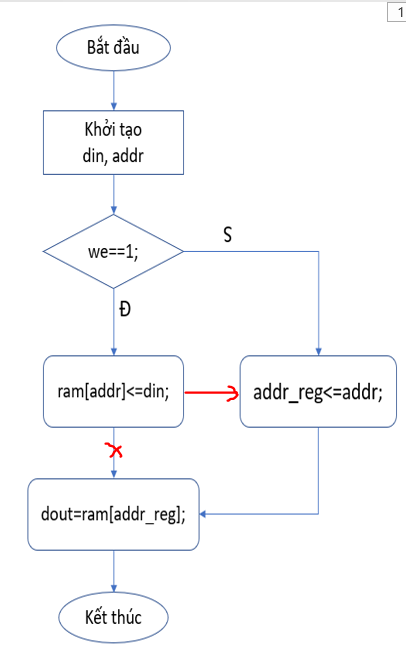 1
Bắt đầu
Khởi tạo
din, addr
we==1;
S
Đ
ram[addr]<=din;
addr_reg<=addr;
dout=ram[addr_reg];
Kết thúc